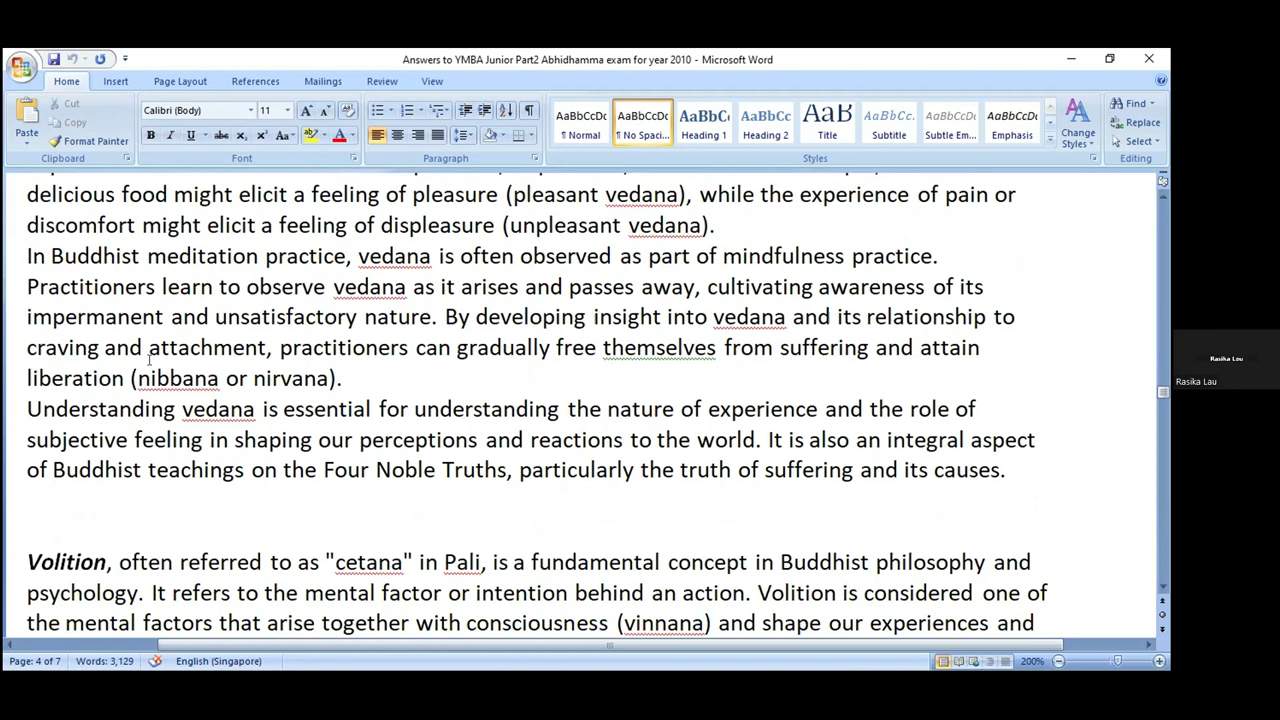 Answers to YMBA Junior Part2 Abhidhamma exam for year 2010 - Microsoft Word
Home Insert Page Layout References Mailings Review View
Paste Cut Copy Format Painter
Calibri (Body) 11
AaBbCcDc AaBbCcDc AaBbC AaBbCc AaB AaBbCc. AaBbCcDc AaBbCcDc
¶ Normal ¶ No Spaci... Heading 1 Heading 2 Title Subtitle Subtle Em... Emphasis
Change Styles
Find Replace Select
Clipboard Font Paragraph Styles Editing
delicious food might elicit a feeling of pleasure (pleasant vedana), while the experience of pain or
discomfort might elicit a feeling of displeasure (unpleasant vedana).
In Buddhist meditation practice, vedana is often observed as part of mindfulness practice.
Practitioners learn to observe vedana as it arises and passes away, cultivating awareness of its
impermanent and unsatisfactory nature. By developing insight into vedana and its relationship to
craving and attachment, practitioners can gradually free themselves from suffering and attain
liberation (nibbana or nirvana).
Understanding vedana is essential for understanding the nature of experience and the role of
subjective feeling in shaping our perceptions and reactions to the world. It is also an integral aspect
of Buddhist teachings on the Four Noble Truths, particularly the truth of suffering and its causes.
Volition, often referred to as "cetana" in Pali, is a fundamental concept in Buddhist philosophy and
psychology. It refers to the mental factor or intention behind an action. Volition is considered one of
the mental factors that arise together with consciousness (vinnana) and shape our experiences and
Page: 4 of 7 Words: 3,129 English (Singapore) 200%
Rasika Lau
Rasika Lau